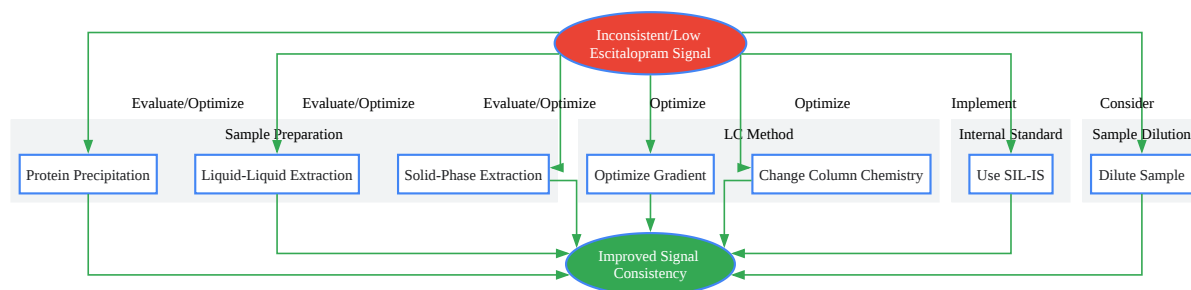 Inconsistent/Low
Escitalopram Signal
Evaluate/Optimize
Evaluate/Optimize
Evaluate/Optimize
Optimize
Optimize
Implement
Consider
Sample Preparation
LC Method
Internal Standard
Sample Dilution
Protein Precipitation
Liquid-Liquid Extraction
Solid-Phase Extraction
Optimize Gradient
Change Column Chemistry
Use SIL-IS
Dilute Sample
Improved Signal
Consistency